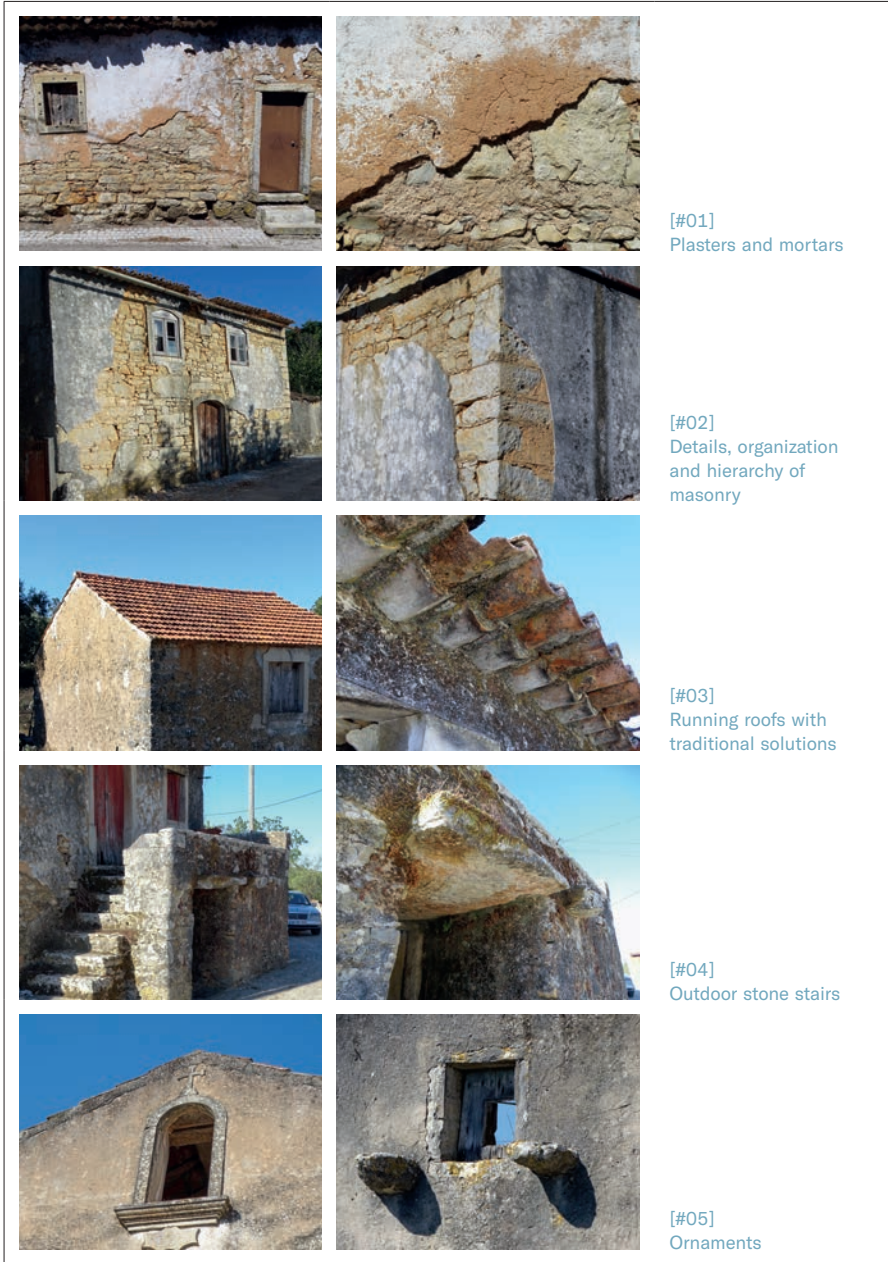 [#01]
Plasters and mortars
[#02]
Details, organization
and hierarchy of
masonry
[#03]
Running roofs with
traditional solutions
[#04]
Outdoor stone stairs
[#05]
Ornaments